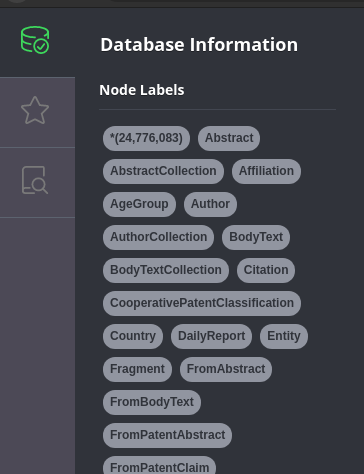 Database Information
Node Labels
*(24,776,083) Abstract
AbstractCollection Affiliation
AgeGroup Author
AuthorCollection BodyText
BodyTextCollection Citation
CooperativePatentClassification
Country DailyReport Entity
Fragment FromAbstract
FromBodyText
FromPatentAbstract
FromPatentClaim